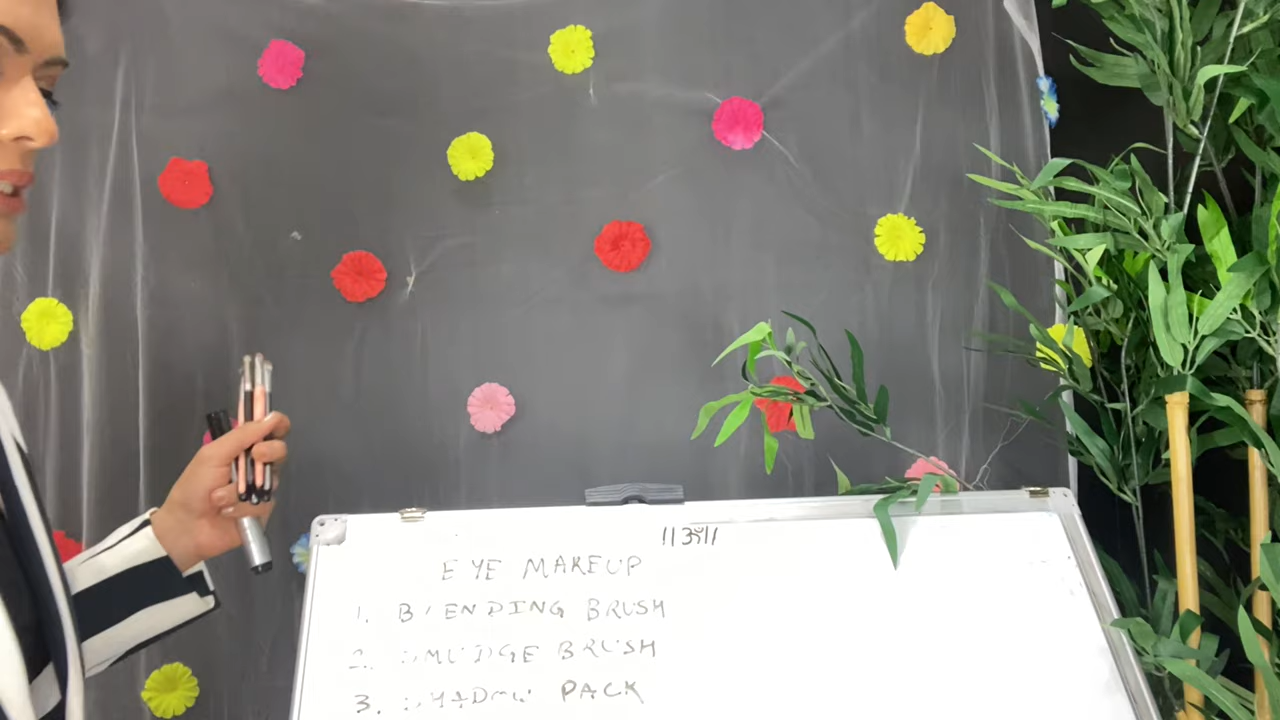 ॥ॐ॥
EYE MAKEUP
1. BLENDING BRUSH
2. SMUDGE BRUSH
3. SHADOW PACK